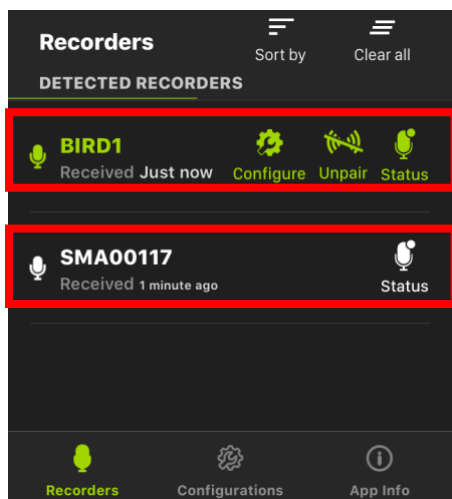 Recorders
Sort by
Clear all
DETECTED RECORDERS
BIRD1
Received Just now
Configure
Unpair
Status
SMA00117
Received 1 minute ago
Status
Recorders
Configurations
App Info